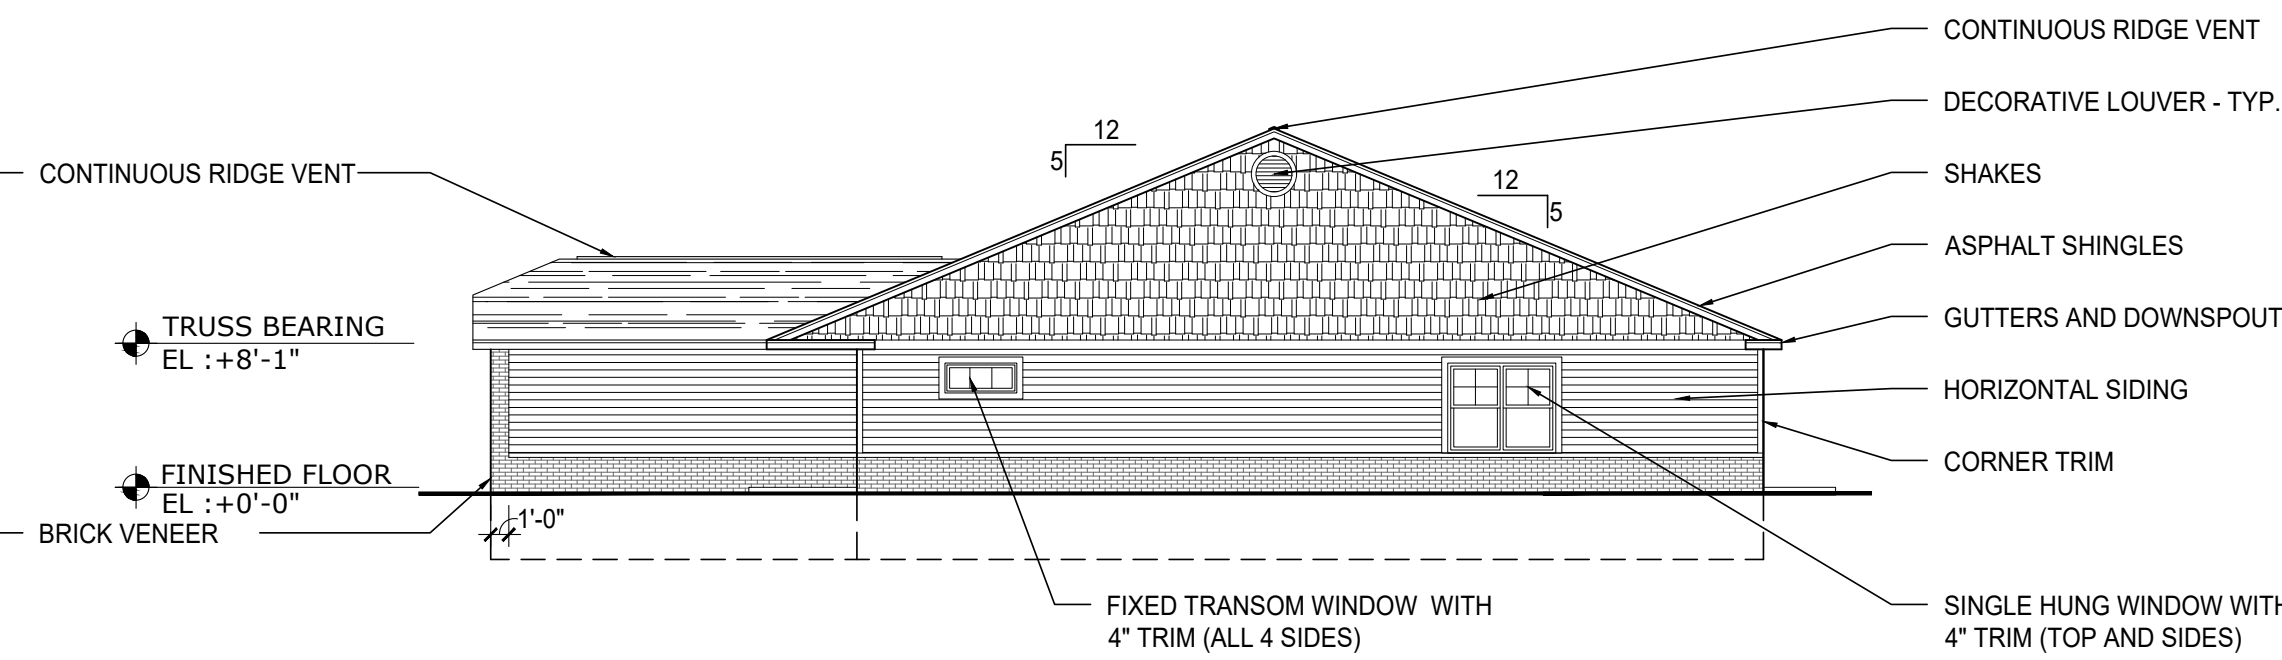 CONTINUOUS RIDGE VENT
DECORATIVE LOUVER - TYP.
12
5
CONTINUOUS RIDGE VENT
SHAKES
12
5
ASPHALT SHINGLES
TRUSS BEARING
EL :+8'-1"
GUTTERS AND DOWNSPOUT
HORIZONTAL SIDING
CORNER TRIM
FINISHED FLOOR
EL :+0'-0"
BRICK VENEER
1'-0"
FIXED TRANSOM WINDOW  WITH
4" TRIM (ALL 4 SIDES)
SINGLE HUNG WINDOW WITH
4" TRIM (TOP AND SIDES)